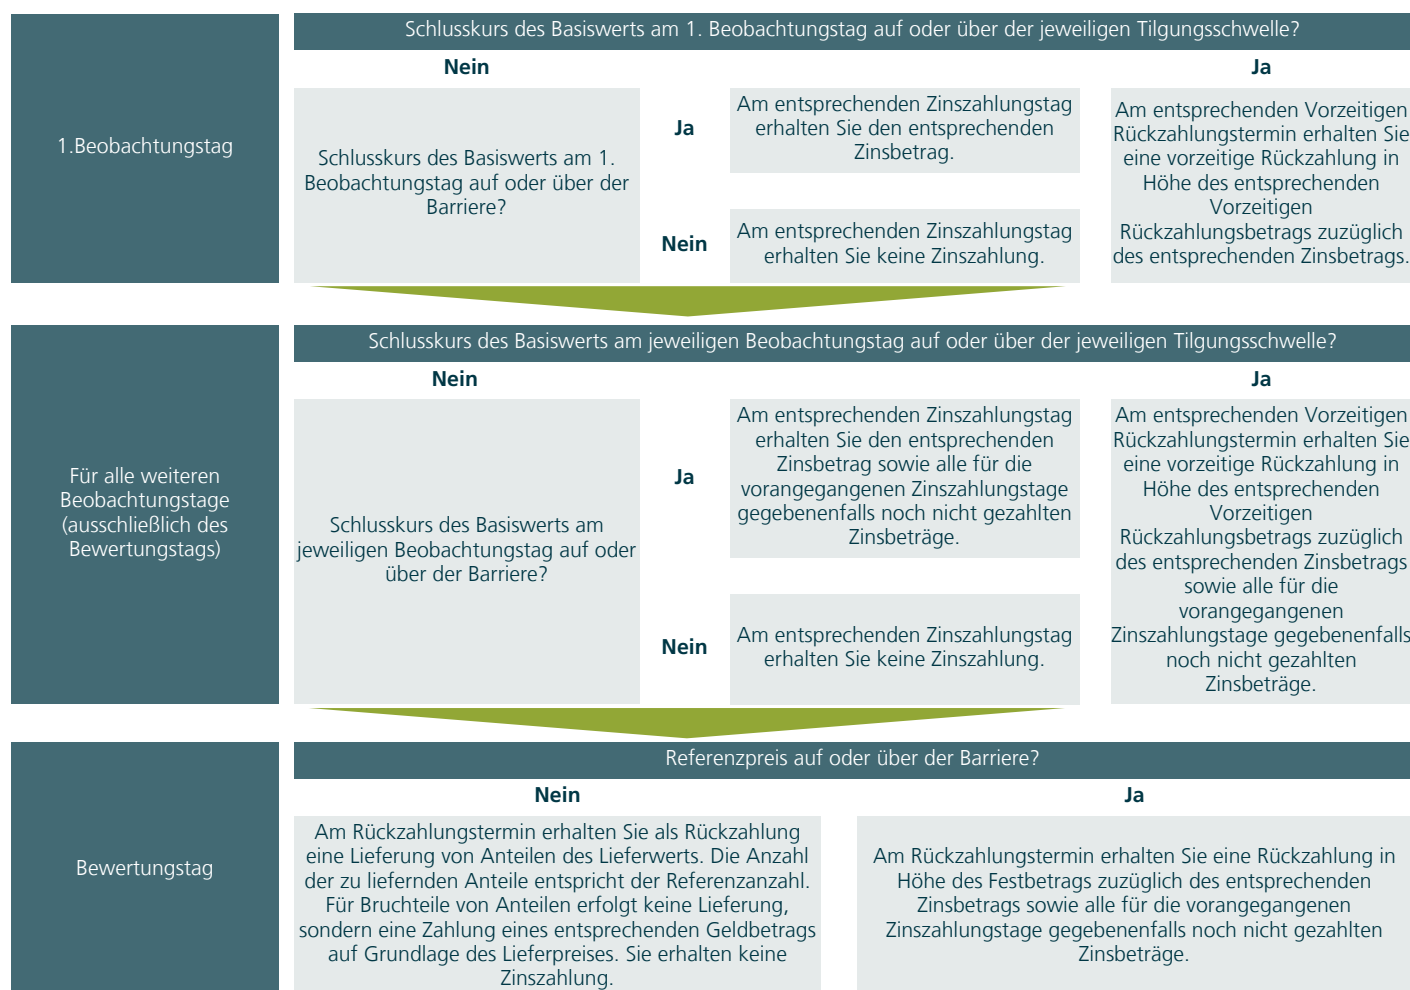 Schlusskurs des Basiswerts am 1. Beobachtungstag auf oder über der jeweiligen Tilgungsschwelle?
1.Beobachtungstag
Nein
Ja
Schlusskurs des Basiswerts am 1.
Beobachtungstag auf oder über der
Barriere?
Ja
Am entsprechenden Zinszahlungstag
erhalten Sie den entsprechenden
Zinsbetrag.
Nein
Am entsprechenden Zinszahlungstag
erhalten Sie keine Zinszahlung.
Am entsprechenden Vorzeitigen
Rückzahlungstermin erhalten Sie
eine vorzeitige Rückzahlung in
Höhe des entsprechenden
Vorzeitigen
Rückzahlungsbetrags zuzüglich
des entsprechenden Zinsbetrags.
Schlusskurs des Basiswerts am jeweiligen Beobachtungstag auf oder über der jeweiligen Tilgungsschwelle?
Für alle weiteren
Beobachtungstage
(ausschließlich des
Bewertungstags)
Nein
Ja
Schlusskurs des Basiswerts am
jeweiligen Beobachtungstag auf oder
über der Barriere?
Ja
Am entsprechenden Zinszahlungstag
erhalten Sie den entsprechenden
Zinsbetrag sowie alle für die
vorangegangenen Zinszahlungstage
gegebenenfalls noch nicht gezahlten
Zinsbeträge.
Nein
Am entsprechenden Zinszahlungstag
erhalten Sie keine Zinszahlung.
Am entsprechenden Vorzeitigen
Rückzahlungstermin erhalten Sie
eine vorzeitige Rückzahlung in
Höhe des entsprechenden
Vorzeitigen
Rückzahlungsbetrags zuzüglich
des entsprechenden Zinsbetrags
sowie alle für die
vorangegangenen
Zinszahlungstage gegebenenfalls
noch nicht gezahlten
Zinsbeträge.
Referenzpreis auf oder über der Barriere?
Bewertungstag
Nein
Ja
Am Rückzahlungstermin erhalten Sie als Rückzahlung
eine Lieferung von Anteilen des Lieferwerts. Die Anzahl
der zu liefernden Anteile entspricht der Referenzanzahl.
Für Bruchteile von Anteilen erfolgt keine Lieferung,
sondern eine Zahlung eines entsprechenden Geldbetrags
auf Grundlage des Lieferpreises. Sie erhalten keine
Zinszahlung.
Am Rückzahlungstermin erhalten Sie eine Rückzahlung in
Höhe des Festbetrags zuzüglich des entsprechenden
Zinsbetrags sowie alle für die vorangegangenen
Zinszahlungstage gegebenenfalls noch nicht gezahlten
Zinsbeträge.